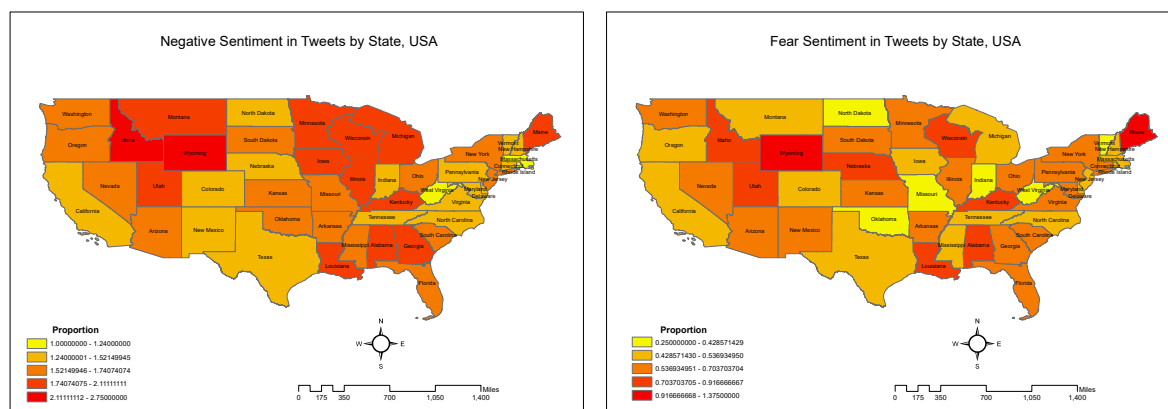 Negative Sentiment in Tweets by State, USA
Washington
Oregon
California
Nevada
Idaho
Montana
Wyoming
Utah
Arizona
Colorado
New Mexico
North Dakota
South Dakota
Nebraska
Kansas
Oklahoma
Texas
Minnesota
Iowa
Missouri
Arkansas
Louisiana
Wisconsin
Illinois
Michigan
Indiana
Ohio
Kentucky
Tennessee
Mississippi
Alabama
Georgia
Florida
South Carolina
North Carolina
Virginia
West Virginia
Maryland
Delaware
Pennsylvania
New Jersey
New York
Connecticut
Rhode Island
Massachusetts
Vermont
New Hampshire
Maine
Proportion
1.00000000 - 1.24000000
1.24000001 - 1.52149945
1.52149946 - 1.74074074
1.74074075 - 2.11111111
2.11111112 - 2.75000000
N
W E
S
Miles
0 175 350 700 1,050 1,400
Fear Sentiment in Tweets by State, USA
Washington
Oregon
California
Nevada
Idaho
Montana
Wyoming
Utah
Arizona
Colorado
New Mexico
North Dakota
South Dakota
Nebraska
Kansas
Oklahoma
Texas
Minnesota
Iowa
Missouri
Arkansas
Louisiana
Wisconsin
Illinois
Michigan
Indiana
Ohio
Kentucky
Tennessee
Mississippi
Alabama
Georgia
Florida
South Carolina
North Carolina
Virginia
West Virginia
Maryland
Delaware
Pennsylvania
New Jersey
New York
Connecticut
Rhode Island
Massachusetts
Vermont
New Hampshire
Maine
Proportion
0.250000000 - 0.428571429
0.428571430 - 0.536934950
0.536934951 - 0.703703704
0.703703705 - 0.916666667
0.916666668 - 1.37500000
N
W E
S
Miles
0 175 350 700 1,050 1,400